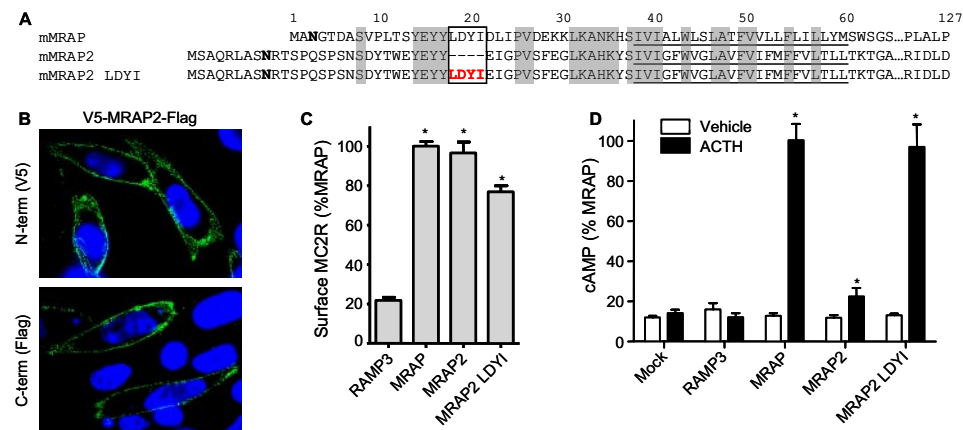 A
1 10 20 30 40 50 60 127
mMRAP MANGTDASVPLTSYEYYLDYIDLIPVDEKKLKANKHSIVIALWLSLATFVVLLFLILLYMSWSGS…PLALP
mMRAP2 MSAQRLASNRTSPQSPSNSDYTWEYEYY----EIGPVSFEGLKAHKYSIVIGFWVGLAVFVIFMFFVLTLLTKTGA…RIDLD
mMRAP2 LDYI MSAQRLASNRTSPQSPSNSDYTWEYEYYLDYIEIGPVSFEGLKAHKYSIVIGFWVGLAVFVIFMFFVLTLLTKTGA…RIDLD
B
V5-MRAP2-Flag
N-term (V5)
C-term (Flag)
C
Surface MC2R (%MRAP)
100
80
60
40
20
0
* * *
RAMP3 MRAP MRAP2 MRAP2 LDYI
D
Vehicle
ACTH
cAMP (% MRAP)
100
80
60
40
20
0
* * *
Mock RAMP3 MRAP MRAP2 MRAP2 LDYI